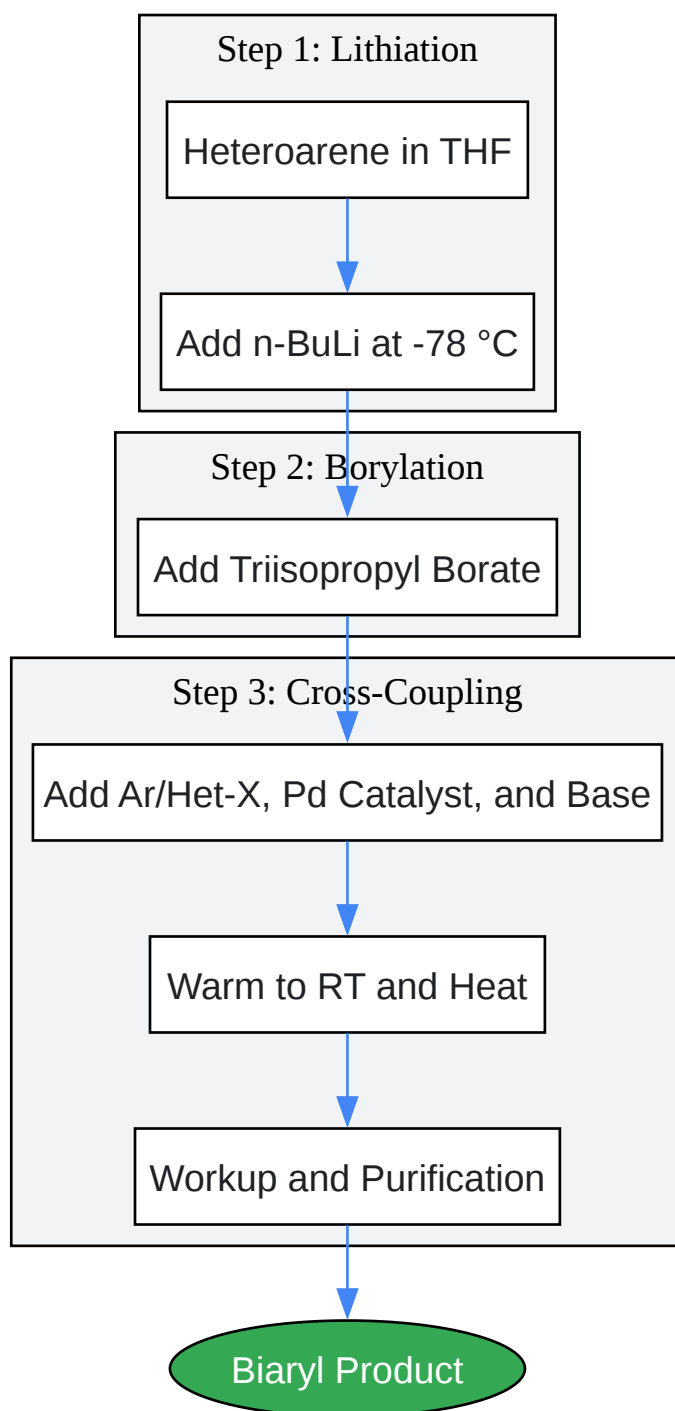 Step 1: Lithiation
Heteroarene in THF
Add n-BuLi at -78 °C
Step 2: Borylation
Add Triisopropyl Borate
Step 3: Cross-Coupling
Add Ar/Het-X, Pd Catalyst, and Base
Warm to RT and Heat
Workup and Purification
Biaryl Product